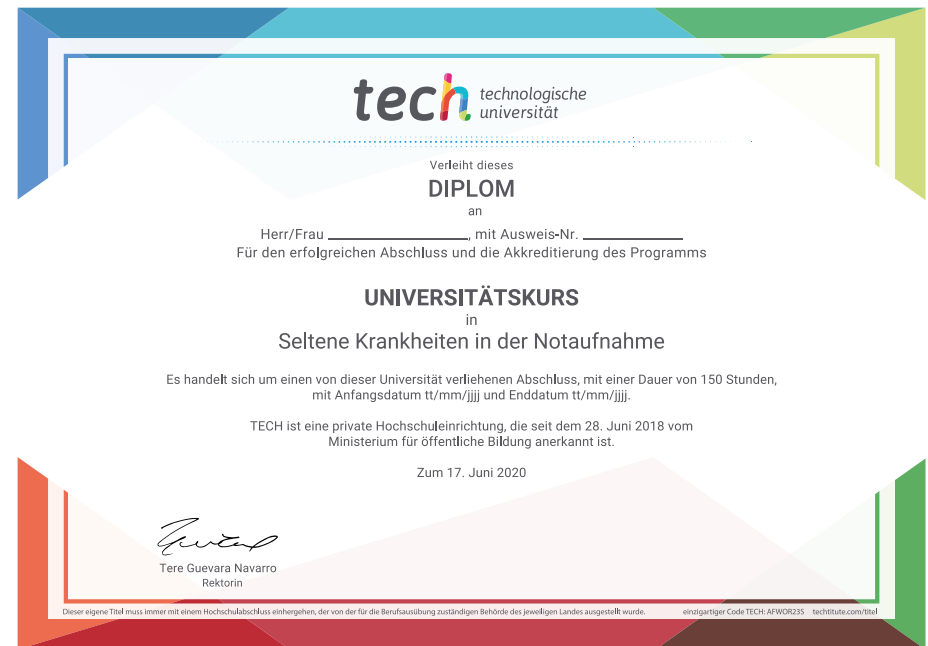 tech technologische
universität
Verleiht dieses
DIPLOM
an
Herr/Frau ____________________, mit Ausweis-Nr. ______________
Für den erfolgreichen Abschluss und die Akkreditierung des Programms
UNIVERSITÄTSKURS
in
Seltene Krankheiten in der Notaufnahme
Es handelt sich um einen von dieser Universität verliehenen Abschluss, mit einer Dauer von 150 Stunden,
mit Anfangsdatum tt/mm/jjjj und Enddatum tt/mm/jjjj.
TECH ist eine private Hochschuleinrichtung, die seit dem 28. Juni 2018 vom
Ministerium für öffentliche Bildung anerkannt ist.
Zum 17. Juni 2020
Tere Guevara Navarro
Rektorin
Dieser eigene Titel muss immer mit einem Hochschulabschluss einhergehen, der von der für die Berufsausübung zuständigen Behörde des jeweiligen Landes ausgestellt wurde. einzigartiger Code TECH: AFWOR23S techtitute.com/titel